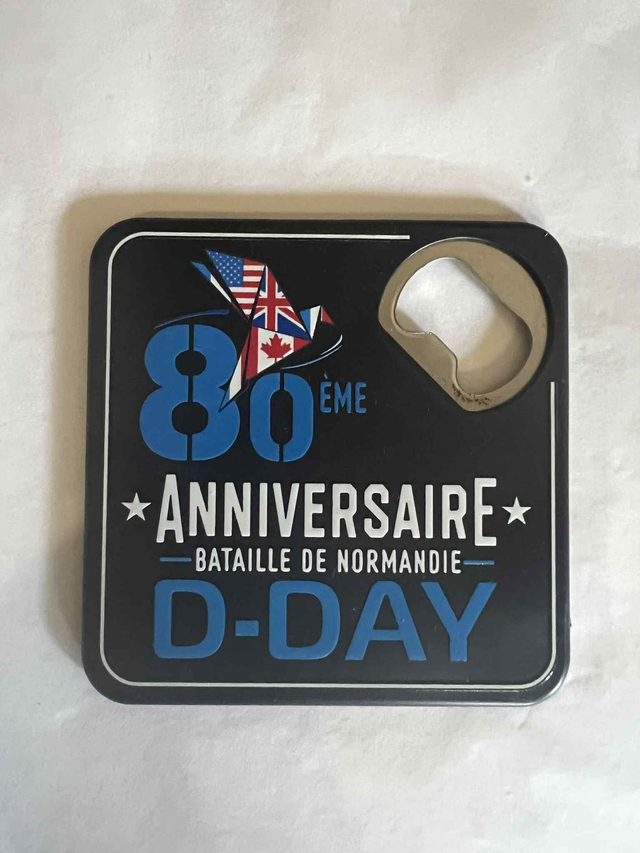 80ÈME
★ANNIVERSAIRE★
BATAILLE DE NORMANDIE
D-DAY